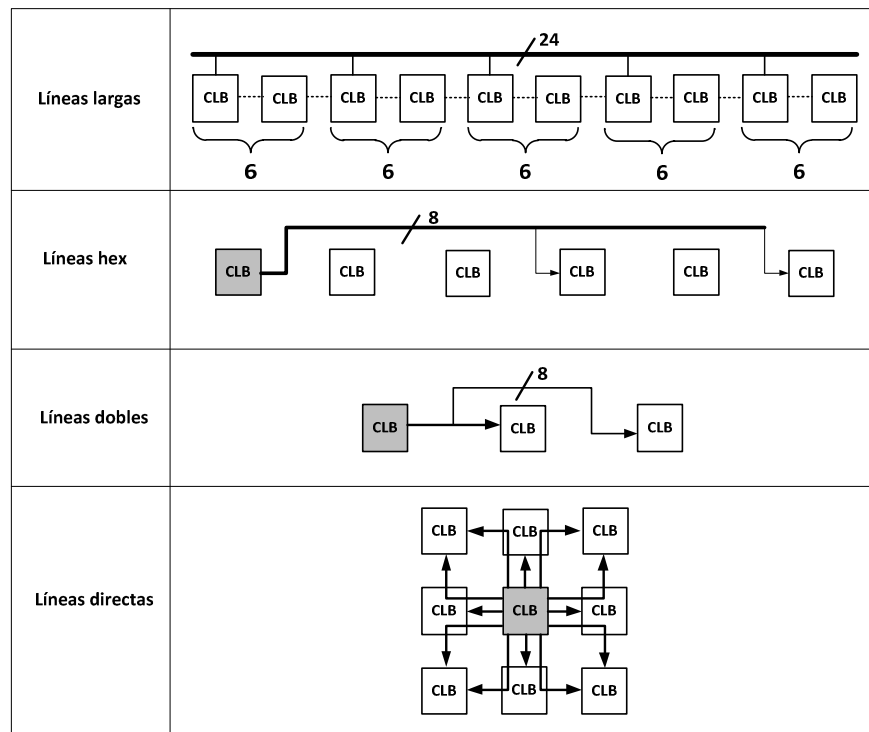 Líneas largas
24
CLB CLB CLB CLB CLB CLB CLB CLB CLB CLB
6 6 6 6 6
Líneas hex
8
CLB CLB CLB CLB CLB CLB
Líneas dobles
8
CLB CLB CLB
Líneas directas
CLB CLB CLB
CLB CLB CLB
CLB CLB CLB